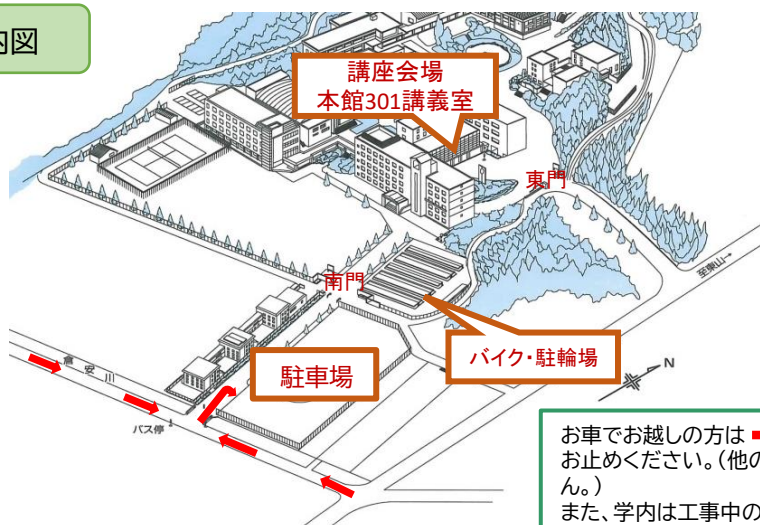 内図
講座会場
本館301講義室
東門
南門
至東山→
バイク・駐輪場
駐車場
N
倉安川
バス停
お車でお越しの方は
お止めください。(他の
ん。)
また、学内は工事中の